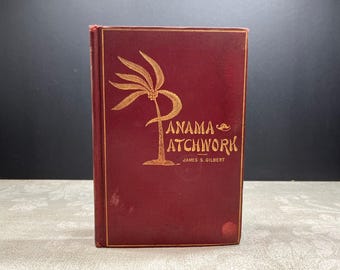 PANAMA
PATCHWORK
JAMES S. GILBERT